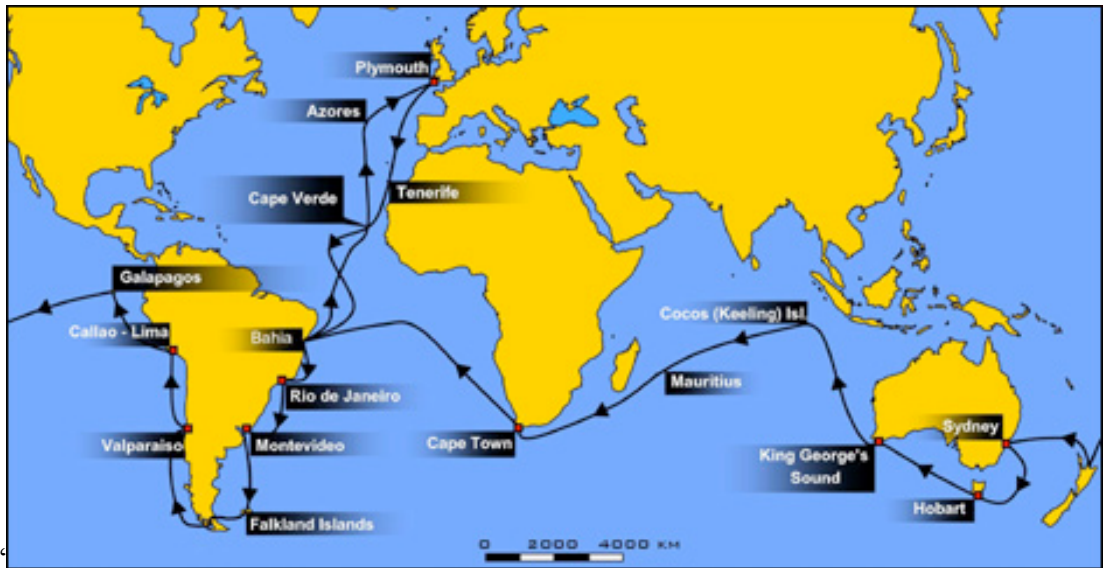 Plymouth
Azores
Cape Verde
Tenerife
Galapagos
Callao - Lima
Bahia
Cocos (Keeling) Isl.
Mauritius
Rio de Janeiro
Valparaiso
Montevideo
Cape Town
Sydney
King George's
Sound
Hobart
Falkland Islands
0 2000 4000 KM